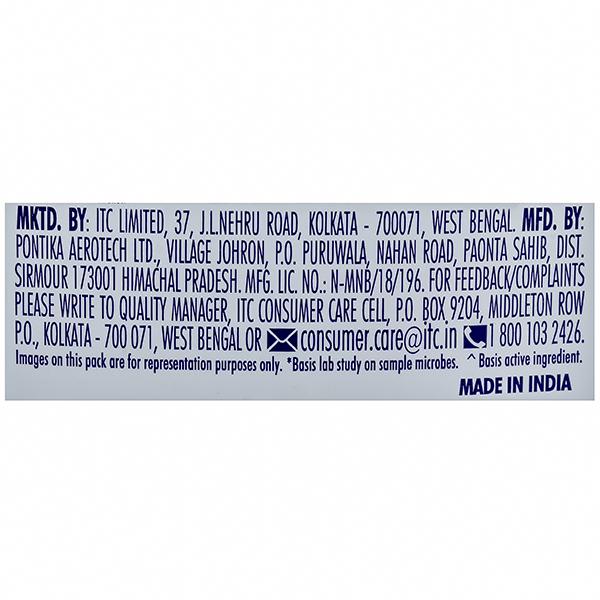 MKTD. BY: ITC LIMITED, 37, J.L.NEHRU ROAD, KOLKATA - 700071, WEST BENGAL. MFD. BY:
PONTIKA AEROTECH LTD., VILLAGE JOHRON, P.O. PURUWALA, NAHAN ROAD, PAONTA SAHIB, DIST.
SIRMOUR 173001 HIMACHAL PRADESH. MFG. LIC. NO.: N-MNB/18/196. FOR FEEDBACK/COMPLAINTS
PLEASE WRITE TO QUALITY MANAGER, ITC CONSUMER CARE CELL, P.O. BOX 9204, MIDDLETON ROW
P.O., KOLKATA - 700 071, WEST BENGAL OR consumer.care@itc.in 1 800 103 2426.
Images on this pack are for representation purposes only. *Basis lab study on sample microbes. ^ Basis active ingredient.
MADE IN INDIA